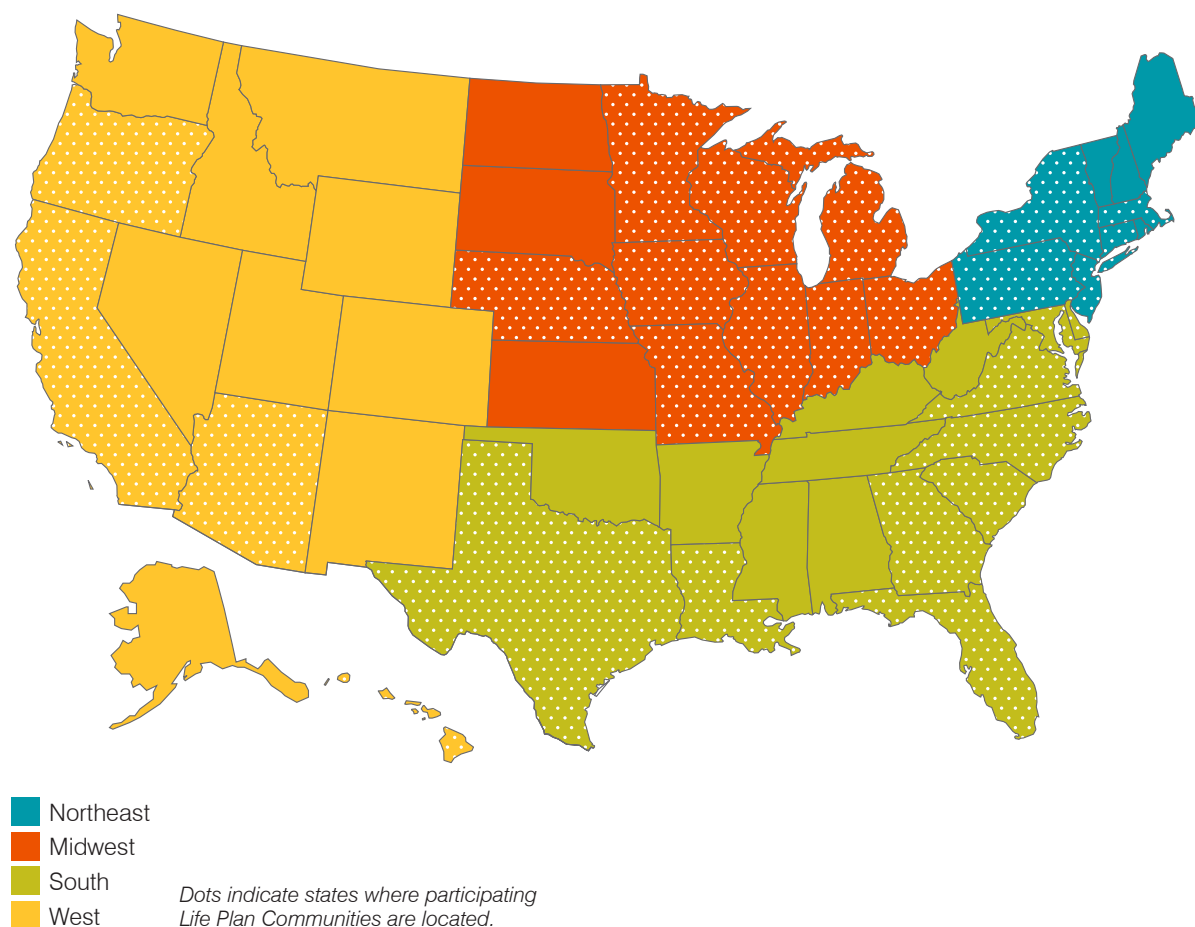 Northeast
Midwest
South
West
Dots indicate states where participating
Life Plan Communities are located.